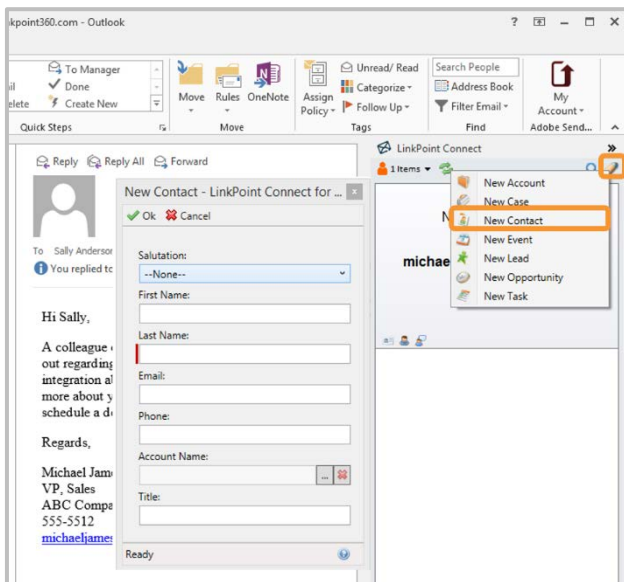 kpoint360.com - Outlook
To Manager
Done
Create New
Quick Steps
Move
Rules
OneNote
Move
Assign
Policy
Unread/ Read
Categorize
Follow Up
Tags
Search People
Address Book
Filter Email
Find
My
Account
Adobe Send...
Reply
Reply All
Forward
LinkPoint Connect
1 Items
New Account
New Case
New Contact
New Event
New Lead
New Opportunity
New Task
N
michae
To Sally Anderson
You replied to
Hi Sally,
A colleague
out regarding
integration
more about y
schedule a d
Regards,
Michael Jam
VP, Sales
ABC Compa
555-5512
michaeljames
New Contact - LinkPoint Connect for ...
Ok
Cancel
Salutation:
--None--
First Name:
Last Name:
Email:
Phone:
Account Name:
...
Title:
Ready